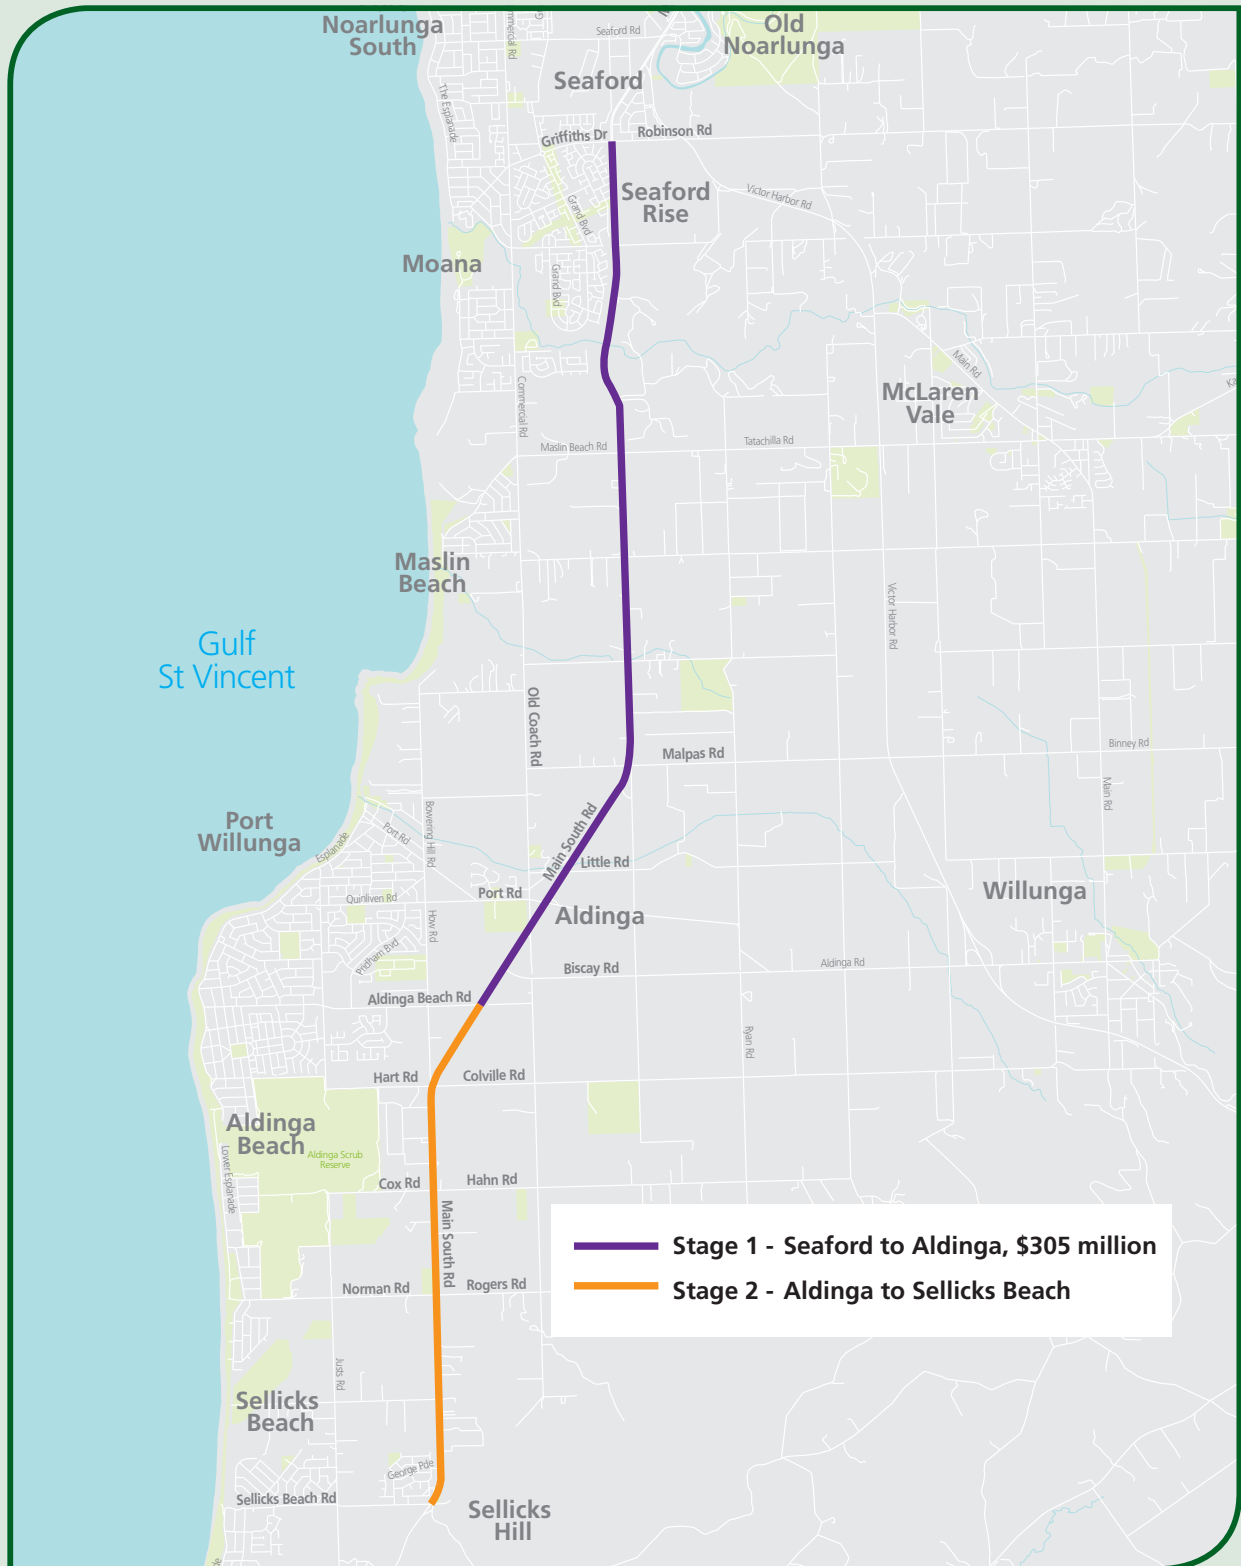 Noarlunga
South
Commercial Rd
Seaford Rd
Old
Noarlunga
Seaford
The Esplanade
Griffiths Dr
Robinson Rd
Seaford
Rise
Victor Harbor Rd
Grand Bvd
Moana
Grand Bvd
Main Rd
McLaren
Vale
Commercial Rd
Maslin Beach Rd
Tatachilla Rd
Maslin
Beach
Victor Harbor Rd
Gulf
St Vincent
Old Coach Rd
Malpas Rd
Binney Rd
Main Rd
Port
Willunga
Esplanade
Port Rd
Bowering Hill Rd
Main South Rd
Little Rd
Quinliven Rd
Port Rd
Aldinga
Willunga
How Rd
Pridham Bvd
Biscay Rd
Aldinga Rd
Aldinga Beach Rd
Ryan Rd
Hart Rd
Colville Rd
Aldinga
Beach
Aldinga Scrub
Reserve
Lower Esplanade
Cox Rd
Hahn Rd
Main South Rd
Stage 1 - Seaford to Aldinga, $305 million
Stage 2 - Aldinga to Sellicks Beach
Norman Rd
Rogers Rd
Justs Rd
Sellicks
Beach
George Pde
Sellicks Beach Rd
Sellicks
Hill